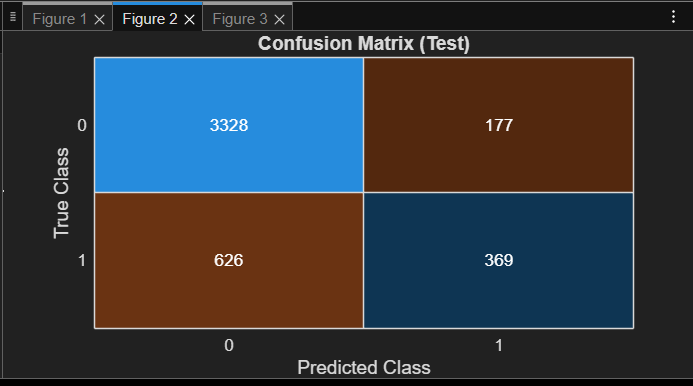 Figure 1 × Figure 2 × Figure 3 ×
Confusion Matrix (Test)
True Class
0
3328
177
1
626
369
0
1
Predicted Class